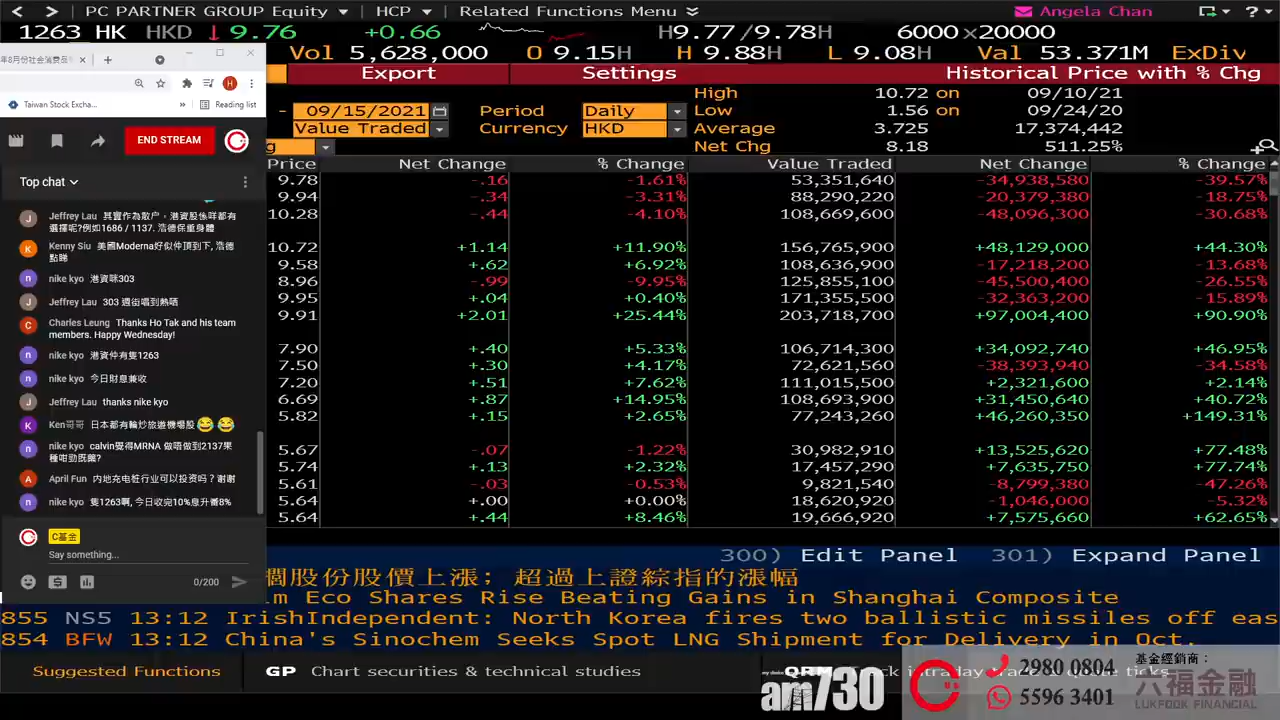 PC PARTNER GROUP Equity HCP Related Functions Menu Angela Chan
1263 HK HKD 9.76 +0.66 H9.77/9.78H 6000×20000
Vol 5,628,000 O 9.15H H 9.88H L 9.08H Val 53.371M ExDiv
Export Settings Historical Price with % Chg
- 09/15/2021 Period Daily
Value Traded Currency HKD
High 10.72 on 09/10/21
Low 1.56 on 09/24/20
Average 3.725 17,374,442
Net Chg 8.18 511.25%
Price Net Change % Change Value Traded Net Change % Change
9.78 -.16 -1.61% 53,351,640 -34,938,580 -39.57%
9.94 -.34 -3.31% 88,290,220 -20,379,380 -18.75%
10.28 -.44 -4.10% 108,669,600 -48,096,300 -30.68%
10.72 +1.14 +11.90% 156,765,900 +48,129,000 +44.30%
9.58 +.62 +6.92% 108,636,900 -17,218,200 -13.68%
8.96 -.99 -9.95% 125,855,100 -45,500,400 -26.55%
9.95 +.04 +0.40% 171,355,500 -32,363,200 -15.89%
9.91 +2.01 +25.44% 203,718,700 +97,004,400 +90.90%
7.90 +.40 +5.33% 106,714,300 +34,092,740 +46.95%
7.50 +.30 +4.17% 72,621,560 -38,393,940 -34.58%
7.20 +.51 +7.62% 111,015,500 +2,321,600 +2.14%
6.69 +.87 +14.95% 108,693,900 +31,450,640 +40.72%
5.82 +.15 +2.65% 77,243,260 +46,260,350 +149.31%
5.67 -.07 -1.22% 30,982,910 +13,525,620 +77.48%
5.74 +.13 +2.32% 17,457,290 +7,635,750 +77.74%
5.61 -.03 -0.53% 9,821,540 -8,799,380 -47.26%
5.64 +.00 +0.00% 18,620,920 -1,046,000 -5.32%
5.64 +.44 +8.46% 19,666,920 +7,575,660 +62.65%
Taiwan Stock Excha... Reading list
END STREAM
Top chat
Jeffrey Lau 其實作為散户，港資股係咩都有
選擇呢?例如1686 / 1137. 浩德保重身體
Kenny Siu 美國Moderna好似仲頂到下, 浩德
點睇
nike kyo 港資咪303
Jeffrey Lau 303 週街唱到熱晒
Charles Leung Thanks Ho Tak and his team
members. Happy Wednesday!
nike kyo 港資仲有隻1263
nike kyo 今日財息兼收
Jeffrey Lau thanks nike kyo
Ken哥哥 日本都有輪炒旅遊機場股😂😂
nike kyo calvin覺得MRNA 做唔做到2137果
種咁勁既藥?
April Fun 内地充电桩行业可以投资吗？谢谢
nike kyo 隻1263啊, 今日收完10%息升番8%
C基金
Say something...
0/200
300) Edit Panel 301) Expand Panel
股份股價上漲; 超過上證綜指的漲幅
Eco Shares Rise Beating Gains in Shanghai Composite
855 NS5 13:12 IrishIndependent: North Korea fires two ballistic missiles off eas
854 BFW 13:12 China's Sinochem Seeks Spot LNG Shipment for Delivery in Oct.
Suggested Functions GP Chart securities & technical studies QRM
am730
2980 0804
5596 3401
基金經銷商：
六福金融
LUKFOOK FINANCIAL